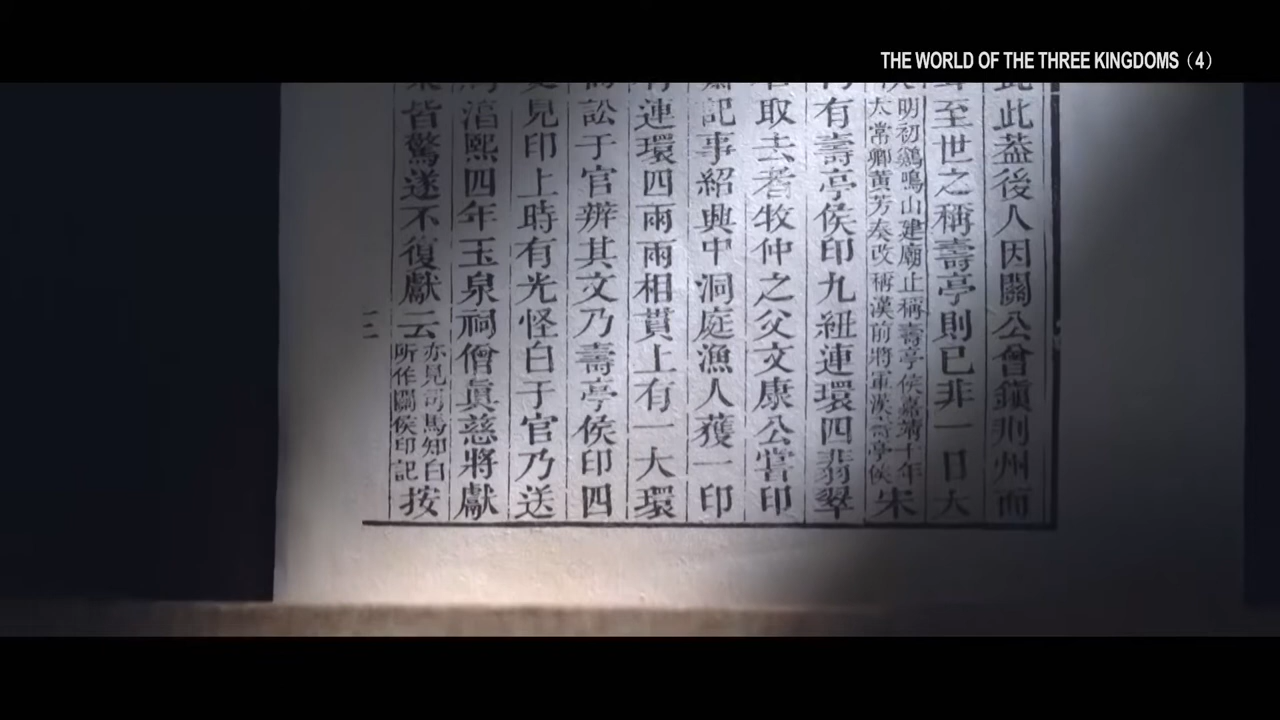 THE WORLD OF THE THREE KINGDOMS（4）
此蓋後人因關公曾鎮荆州而
至世之稱壽亭則已非一日大
明初鷄鳴山建廟止稱壽亭侯嘉靖十年
太常卿黃芳奏改稱漢前將軍漢壽亭侯
宋
有壽亭侯印九紐連環四翡翠
取去者牧仲之父文康公嘗印
記事紹興中洞庭漁人獲一印
連環四兩兩相貫上有一大環
訟于官辨其文乃壽亭侯印四
見印上時有光怪白于官乃送
湻熙四年玉泉祠僧眞慈將獻
皆驚遂不復獻云
亦見司馬知白
所作關侯印記
按